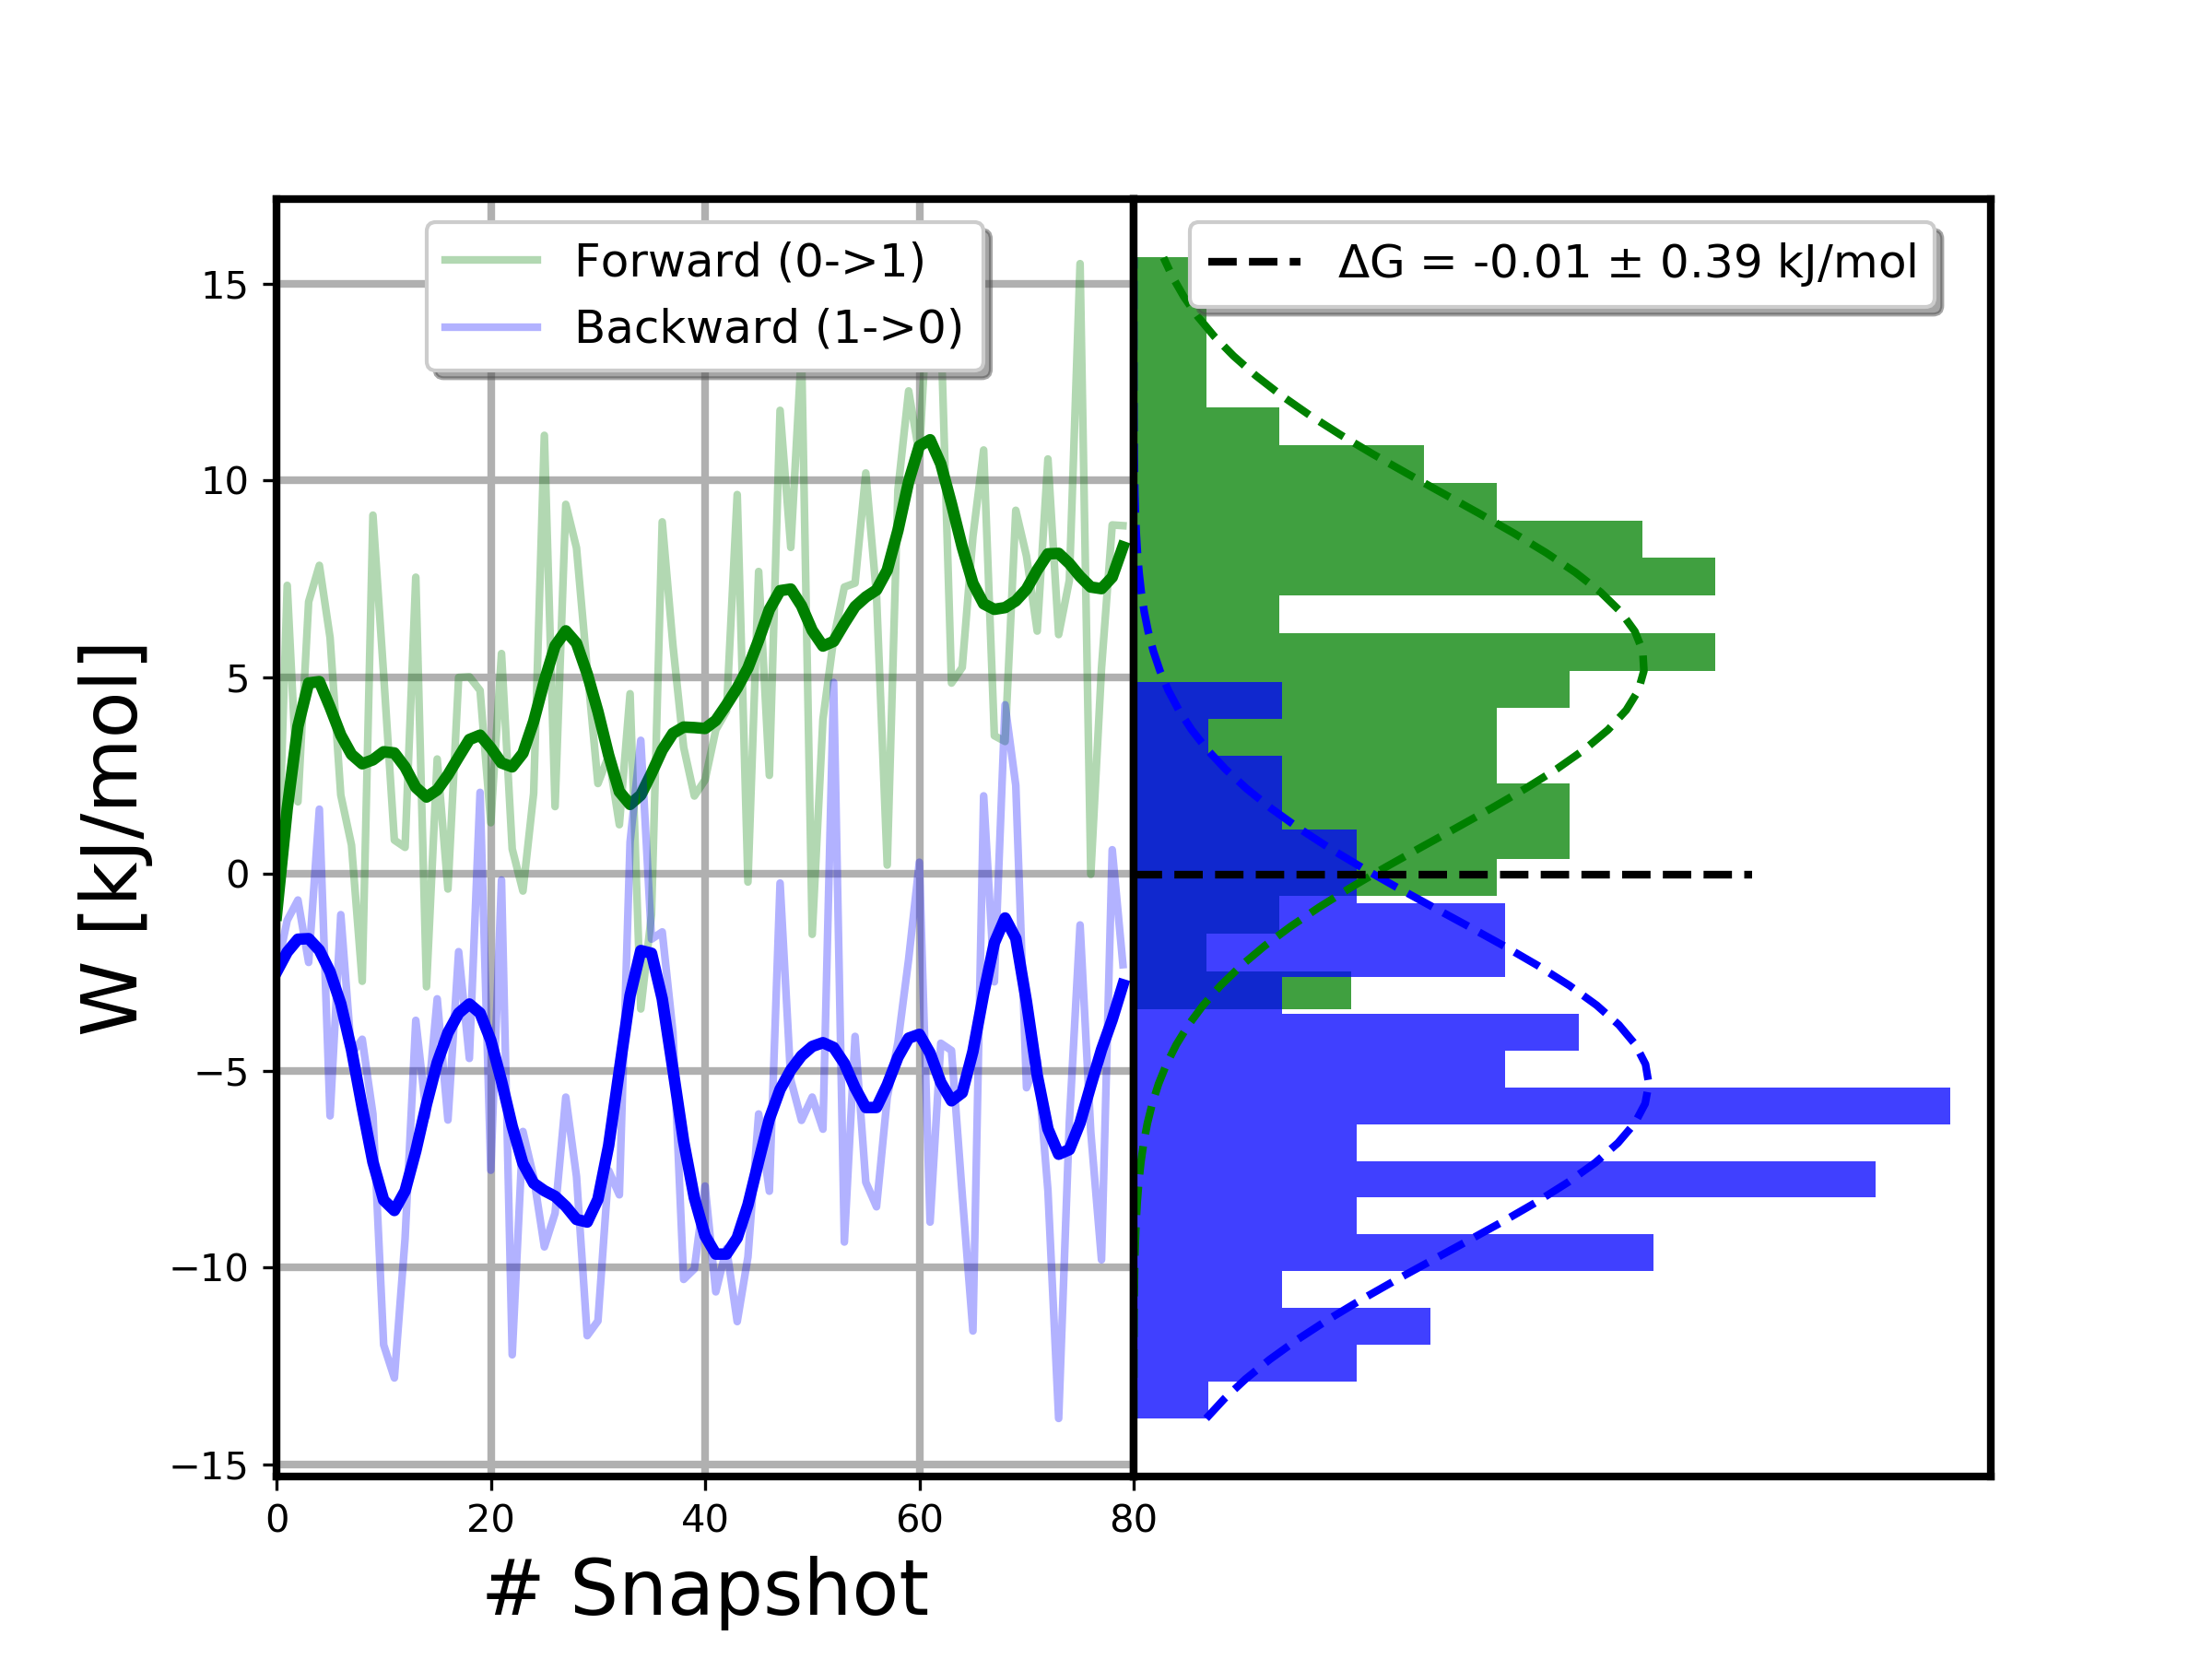 Forward (0->1)
Backward (1->0)
ΔG = -0.01 ± 0.39 kJ/mol
W [kJ/mol]
15
10
5
0
−5
−10
−15
0 20 40 60 80
# Snapshot